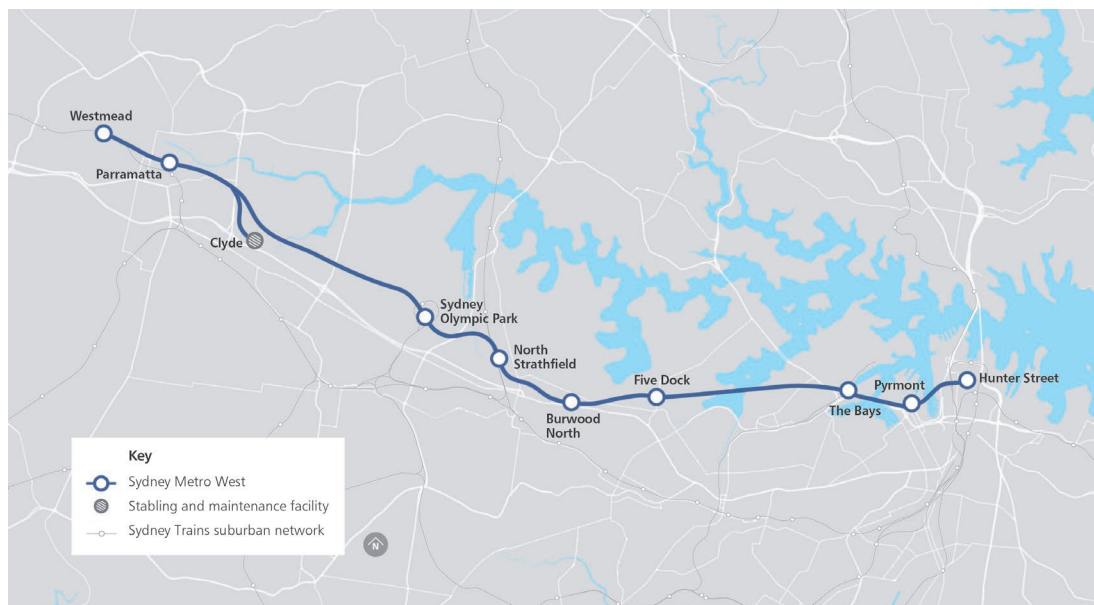 Westmead
Parramatta
Clyde
Sydney
Olympic Park
North
Strathfield
Burwood
North
Five Dock
The Bays
Pyrmont
Hunter Street
Key
Sydney Metro West
Stabling and maintenance facility
Sydney Trains suburban network
N